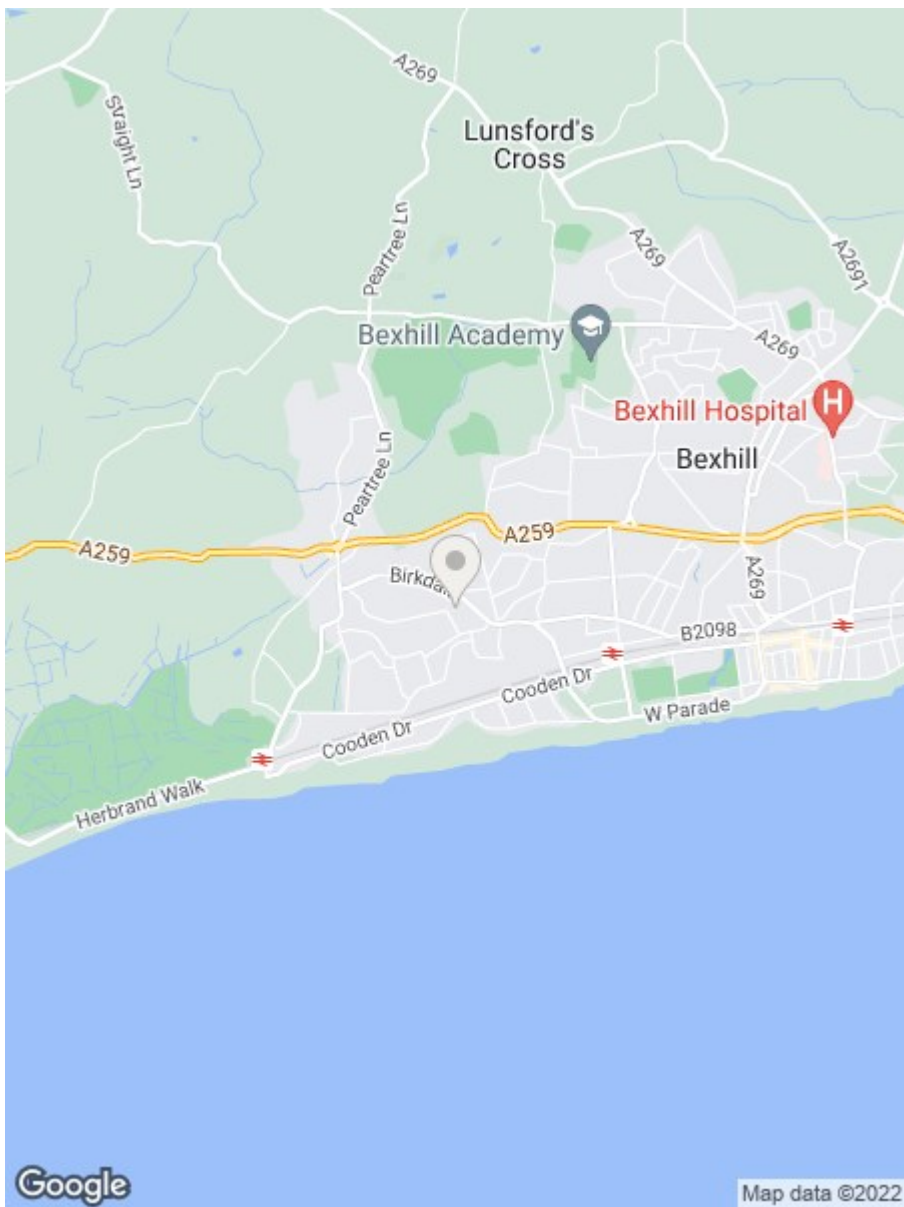 A269
Lunsford's
Cross
Straight Ln
Peartree Ln
A269
A2691
Bexhill Academy
A269
Bexhill Hospital
H
Bexhill
Peartree Ln
A259
A259
A269
B2098
Cooden Dr
W Parade
Cooden Dr
Herbrand Walk
Google
Map data ©2022